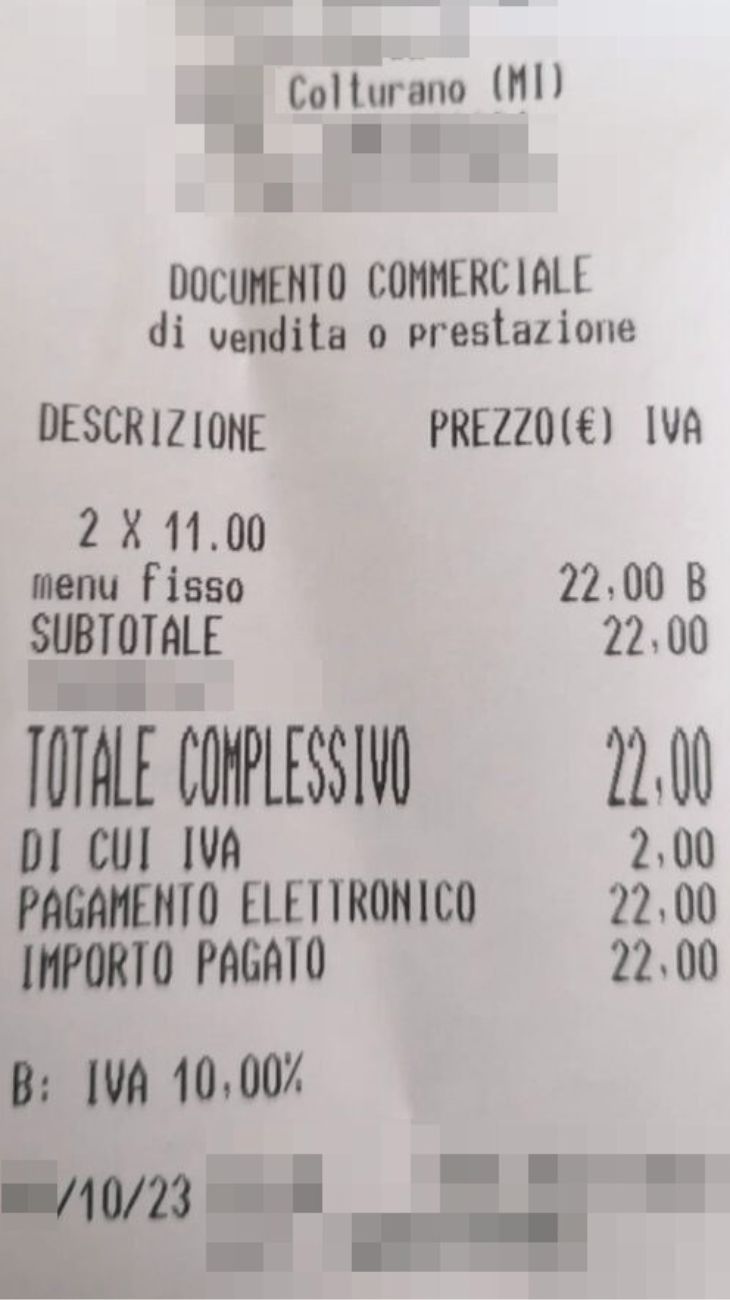 Colturano (MI)
DOCUMENTO COMMERCIALE
di vendita o prestazione
DESCRIZIONE PREZZO(€) IVA
2 X 11.00
menu fisso 22,00 B
SUBTOTALE 22,00
TOTALE COMPLESSIVO 22,00
DI CUI IVA 2,00
PAGAMENTO ELETTRONICO 22,00
IMPORTO PAGATO 22,00
B: IVA 10,00%
/10/23